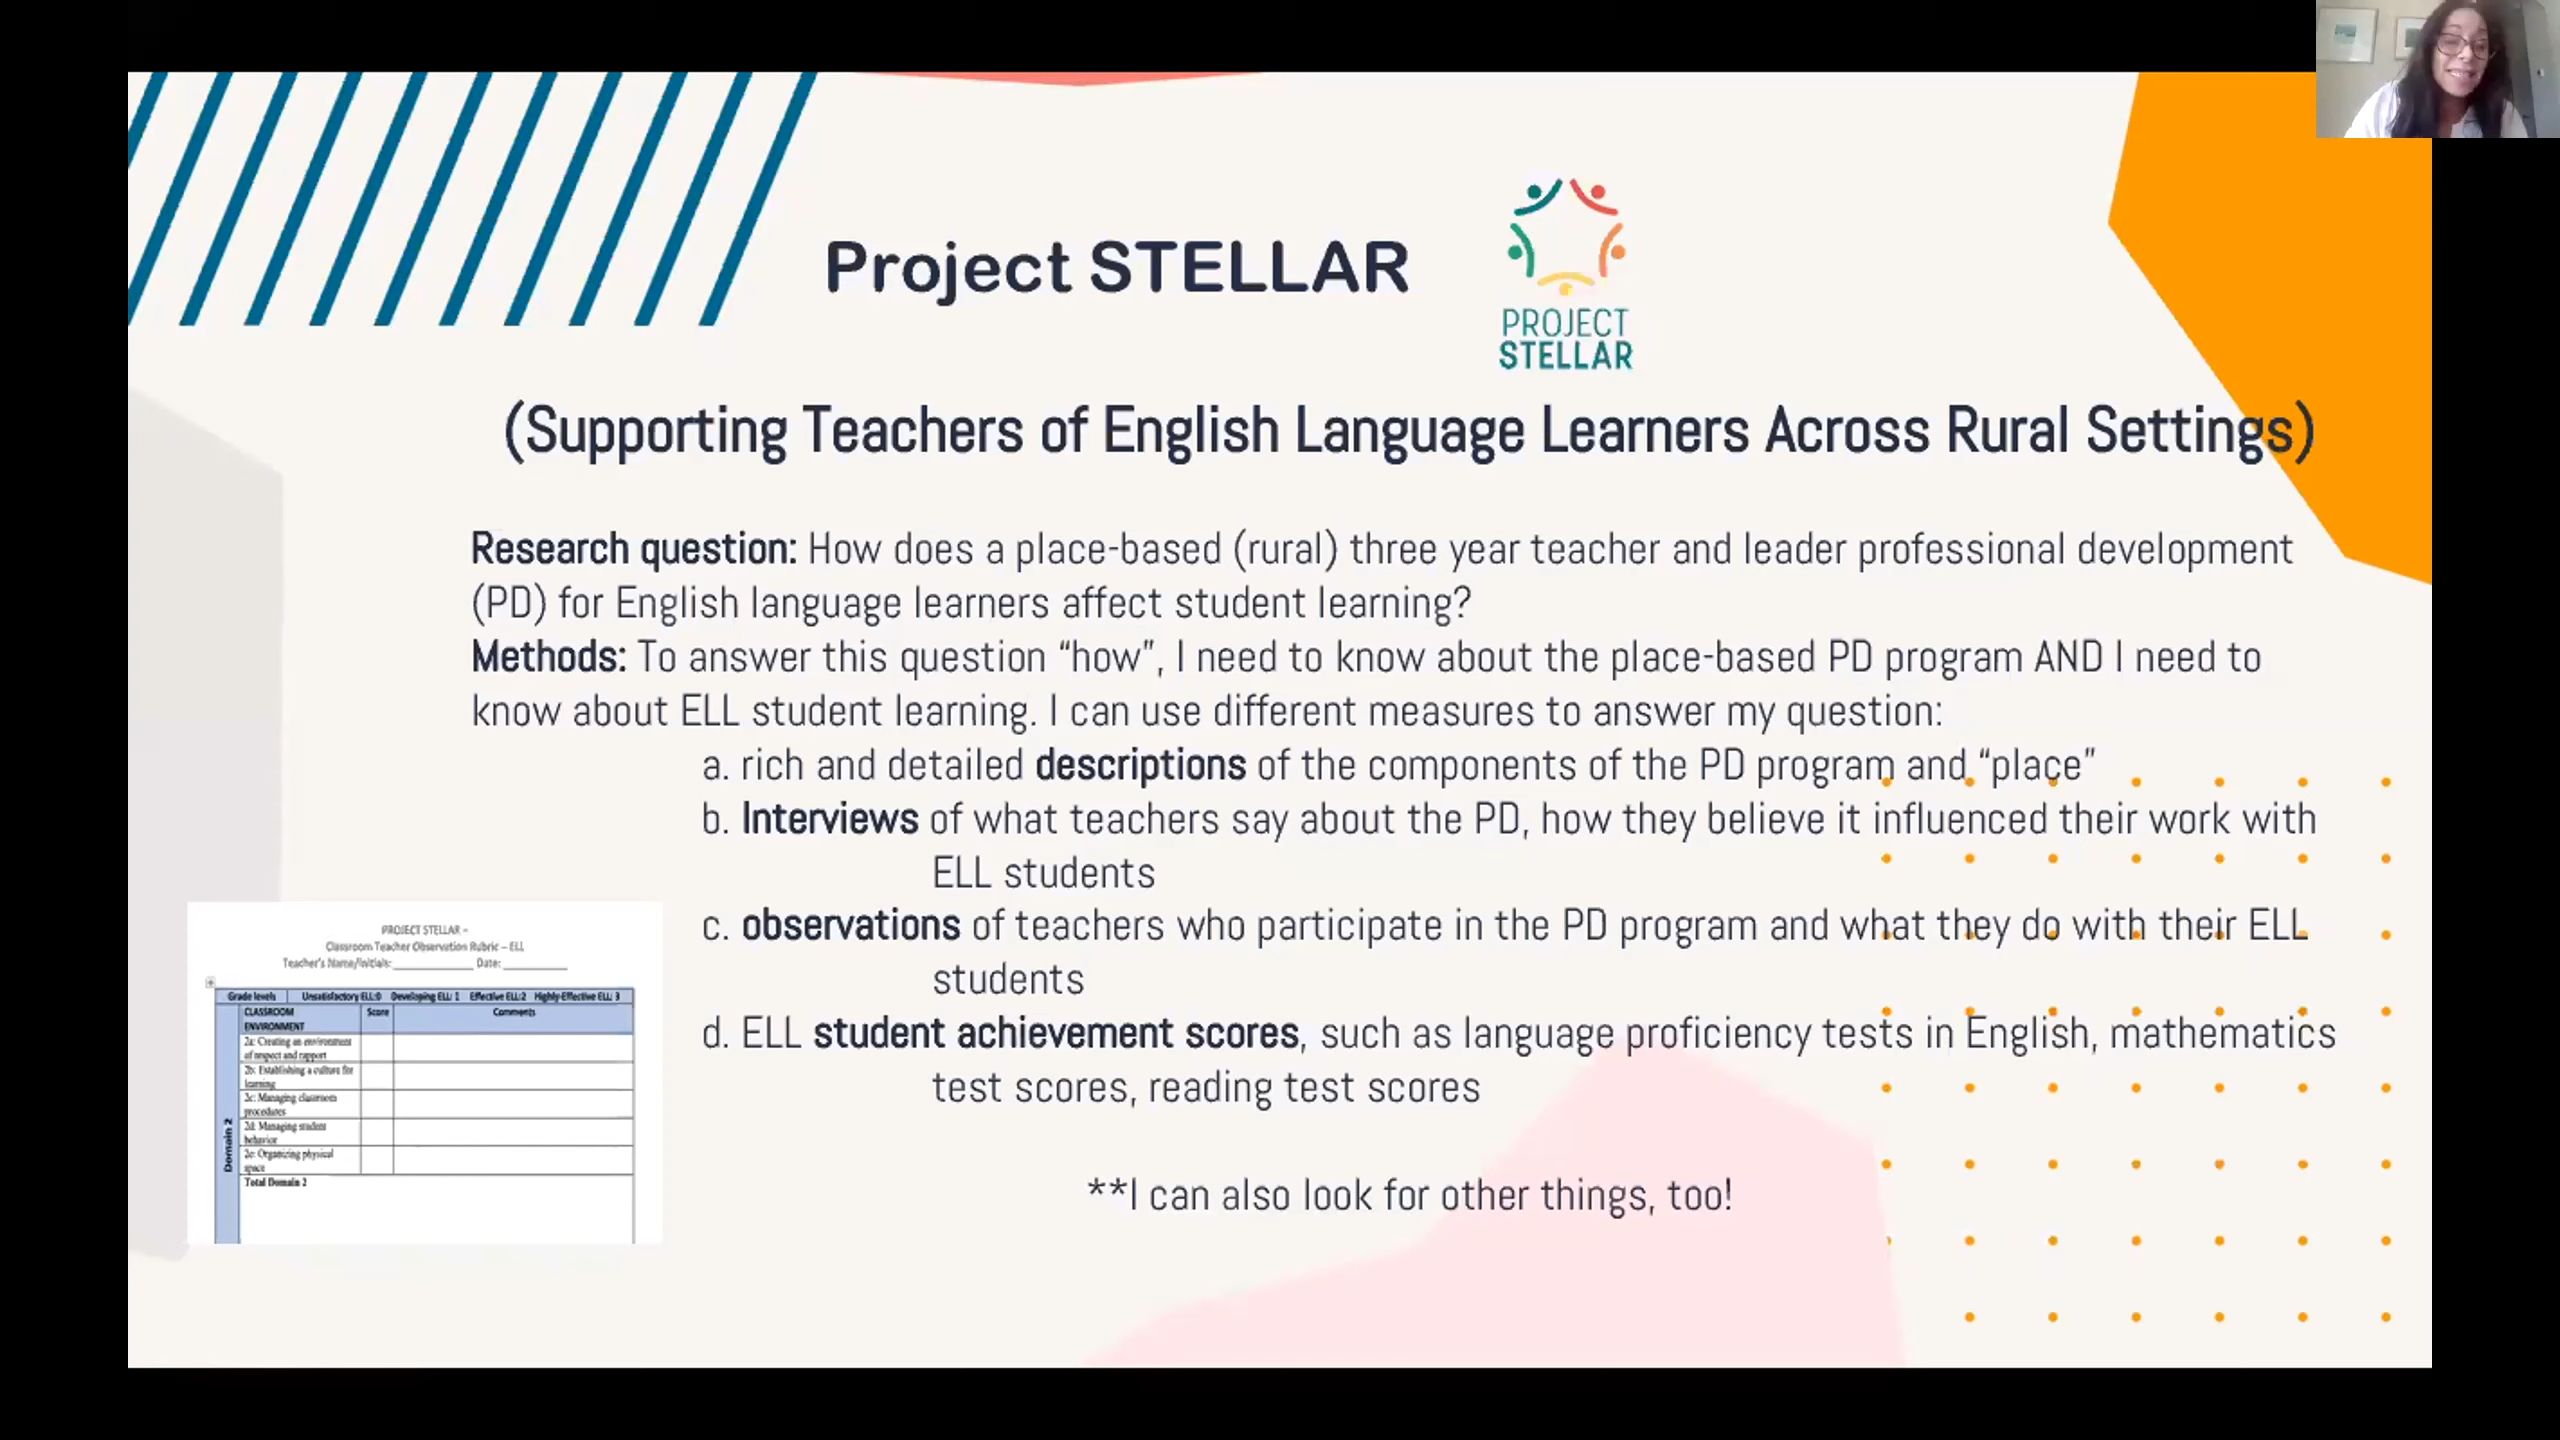 Project STELLAR
PROJECT
STELLAR
(Supporting Teachers of English Language Learners Across Rural Settings)
Research question: How does a place-based (rural) three year teacher and leader professional development
(PD) for English language learners affect student learning?
Methods: To answer this question “how”, I need to know about the place-based PD program AND I need to
know about ELL student learning. I can use different measures to answer my question:
a. rich and detailed descriptions of the components of the PD program and “place”
b. Interviews of what teachers say about the PD, how they believe it influenced their work with
ELL students
c. observations of teachers who participate in the PD program and what they do with their ELL
students
d. ELL student achievement scores, such as language proficiency tests in English, mathematics
test scores, reading test scores
**I can also look for other things, too!
PROJECT STELLAR –
Classroom Teacher Observation Rubric – ELL
Teacher's Name/Initials: ______________ Date: ___________
Grade levels Unsatisfactory ELL:0 Developing ELL: 1 Effective ELL:2 Highly-Effective ELL: 3
Domain 2
CLASSROOM
ENVIRONMENT
Score
Comments
2a: Creating an environment
of respect and rapport
2b: Establishing a culture for
learning
2c: Managing classroom
procedures
2d: Managing student
behavior
2e: Organizing physical
space
Total Domain 2